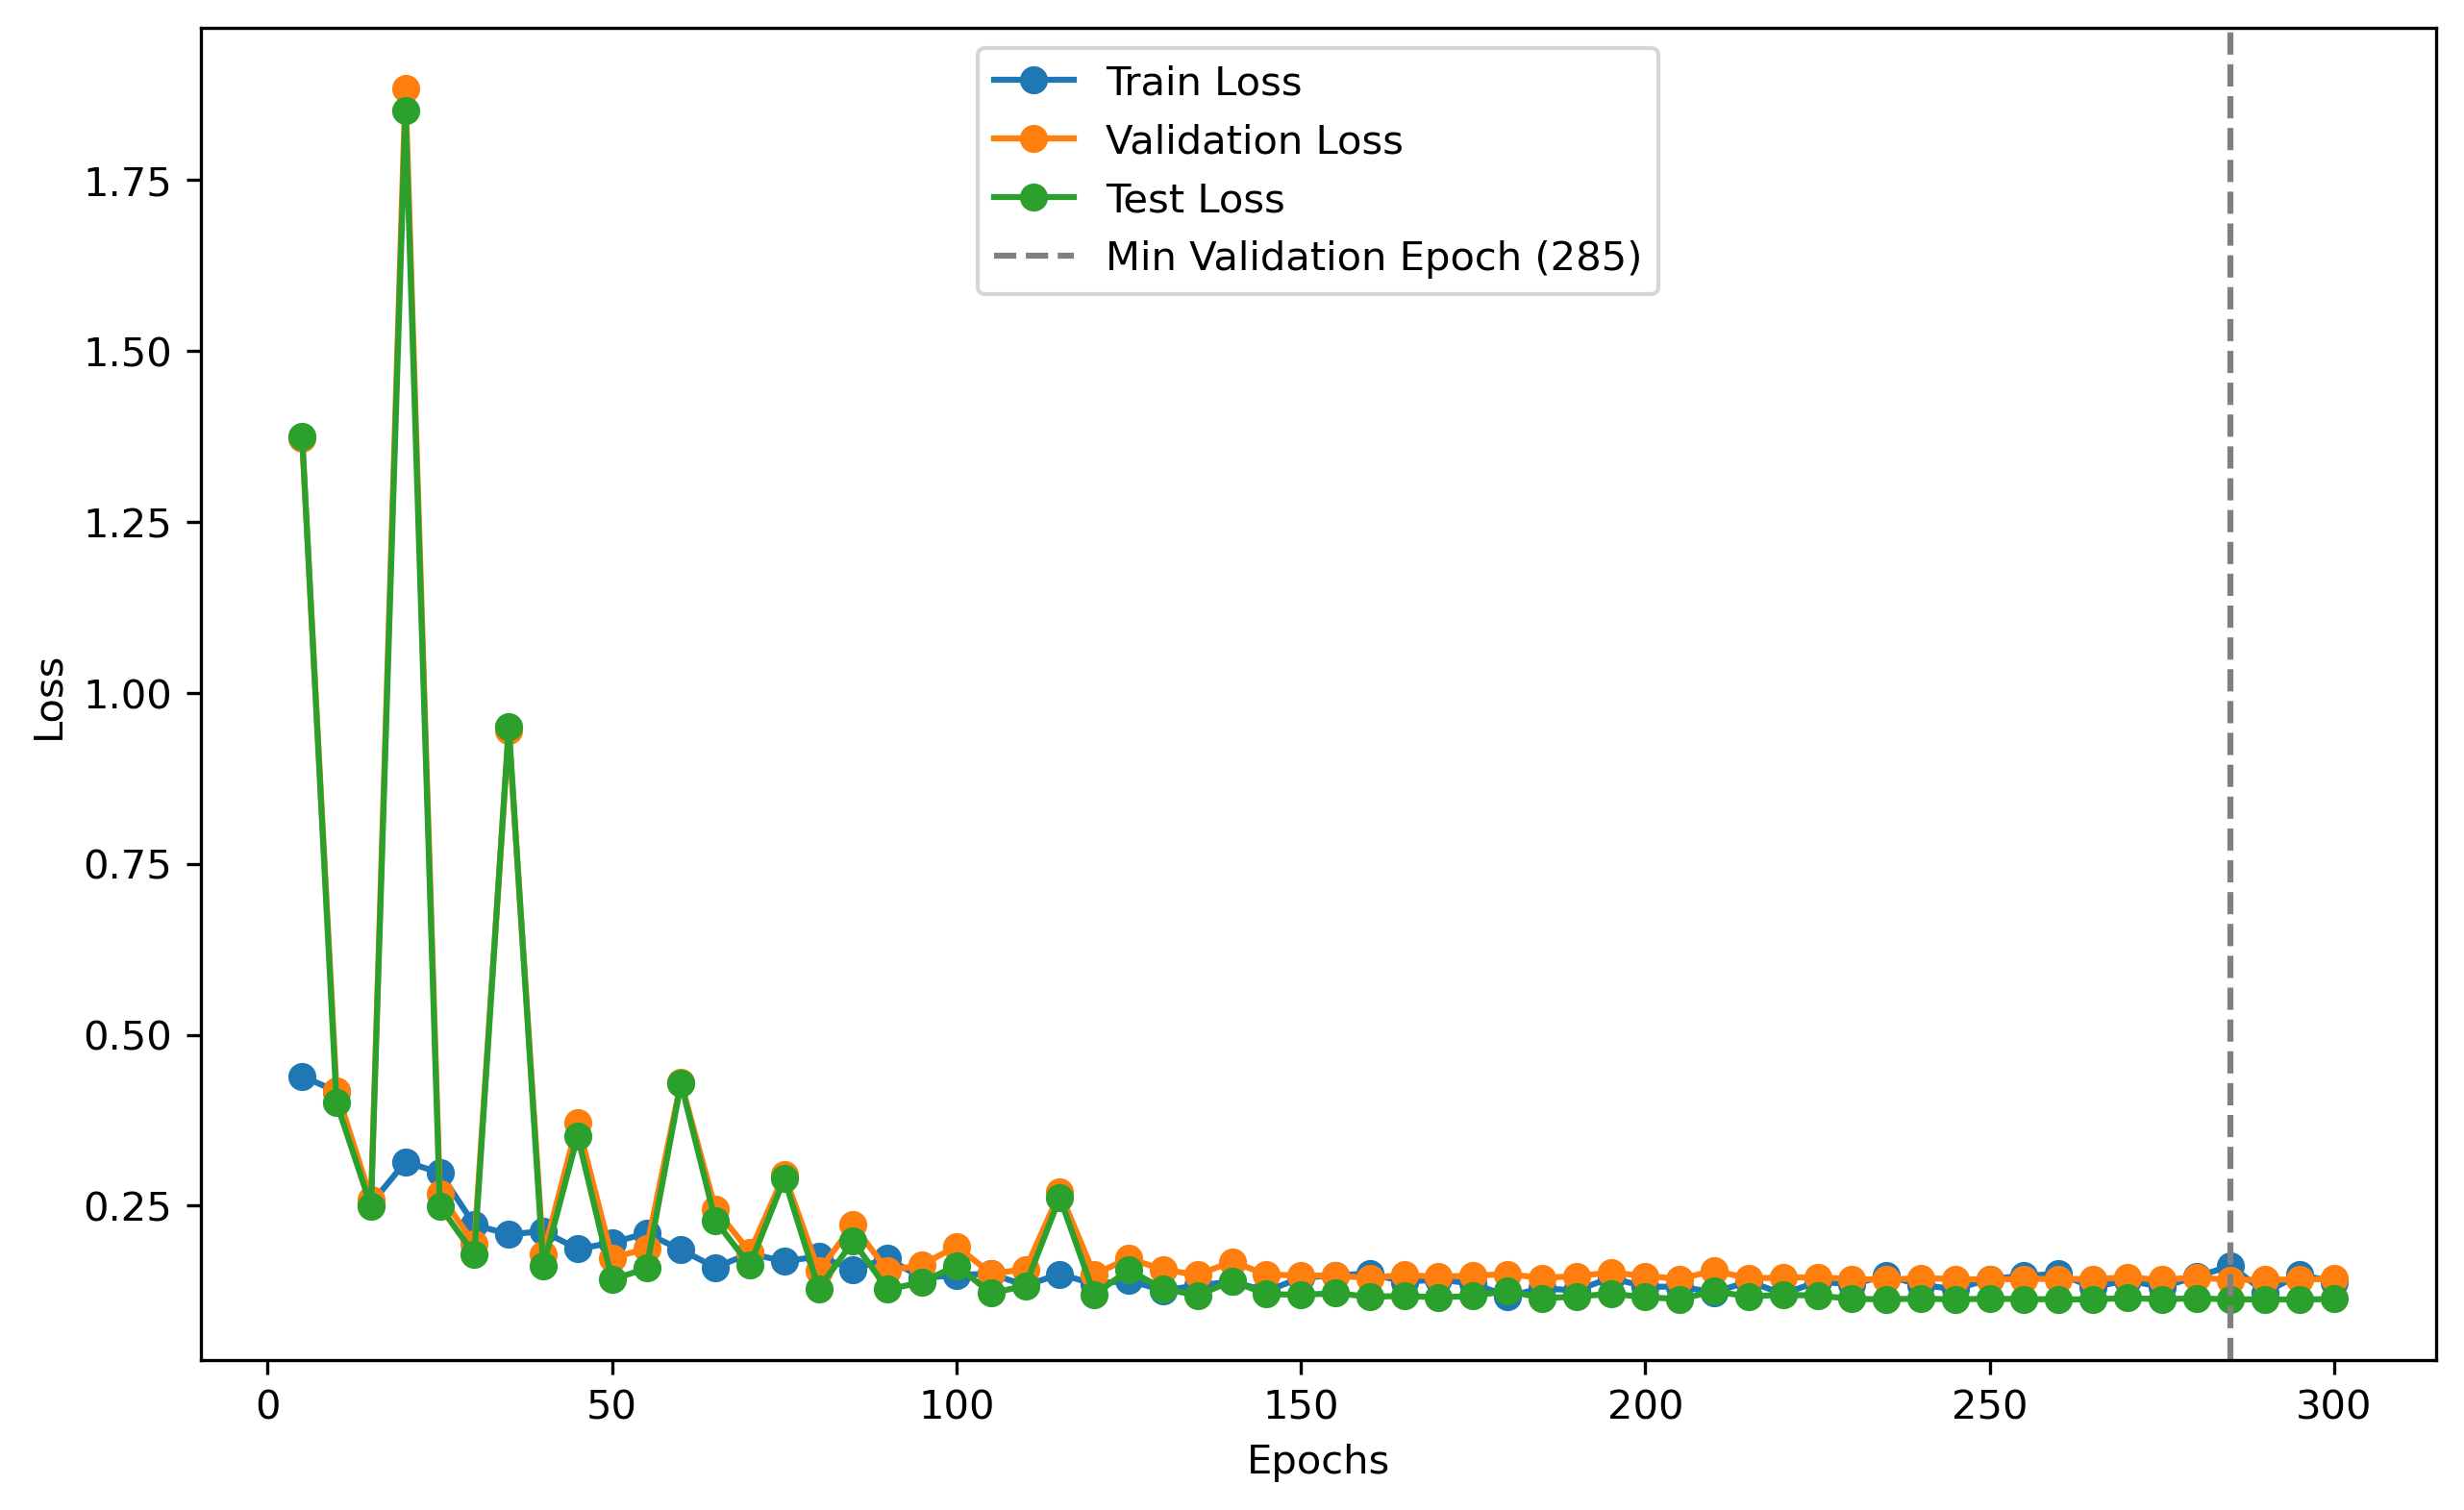 Train Loss
Validation Loss
Test Loss
Min Validation Epoch (285)
1.75
1.50
1.25
1.00
0.75
0.50
0.25
Loss
0 50 100 150 200 250 300
Epochs